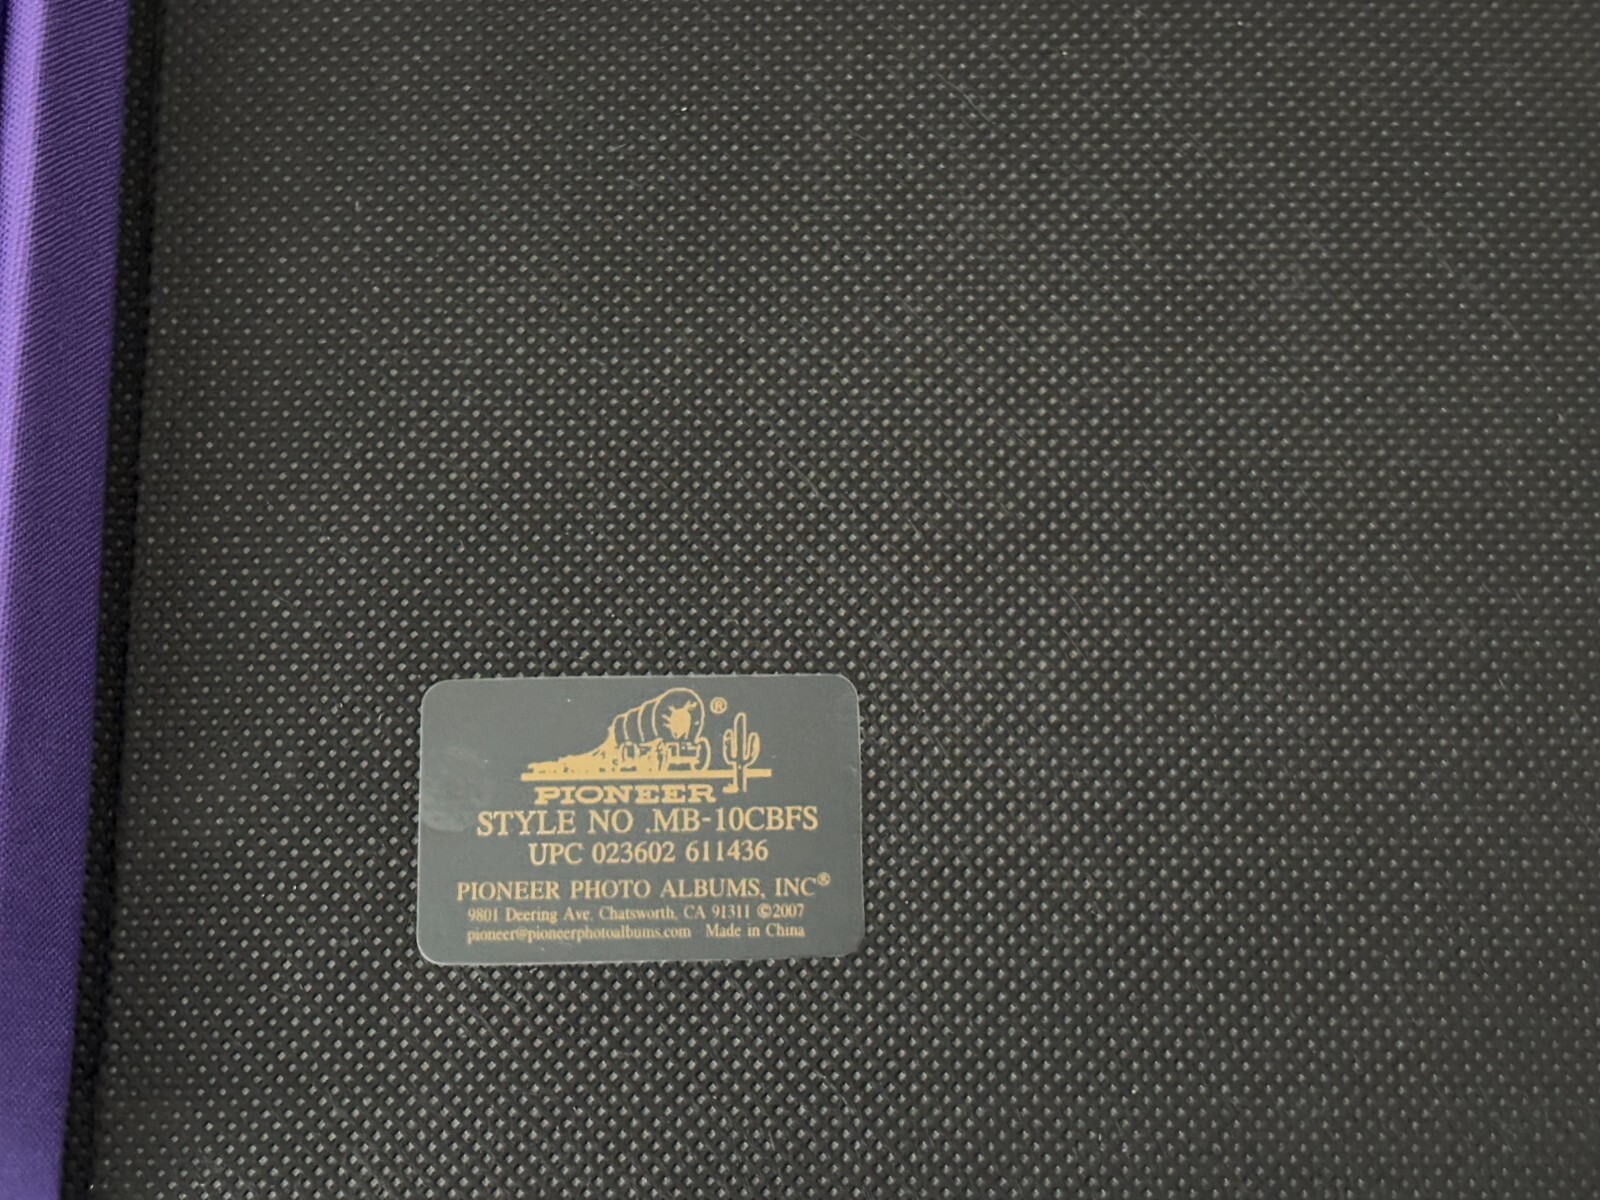 ®
PIONEER
STYLE NO .MB-10CBFS
UPC 023602 611436
PIONEER PHOTO ALBUMS, INC®
9801 Deering Ave. Chatsworth, CA 91311 ©2007
pioneer@pioneerphotoalbums.com Made in China